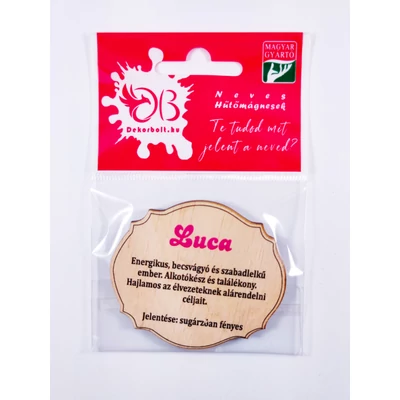 MAGYAR
GYÁRTÓ
DB
Dekorbolt.hu
Neves
Hűtőmágnesek
Te tudod mit
jelent a neved?
Luca
Energikus, becsvágyó és szabadlelkű
ember. Alkotókész és találékony.
Hajlamos az élvezeteknek alárendelni
céljait.
Jelentése: sugárzóan fényes